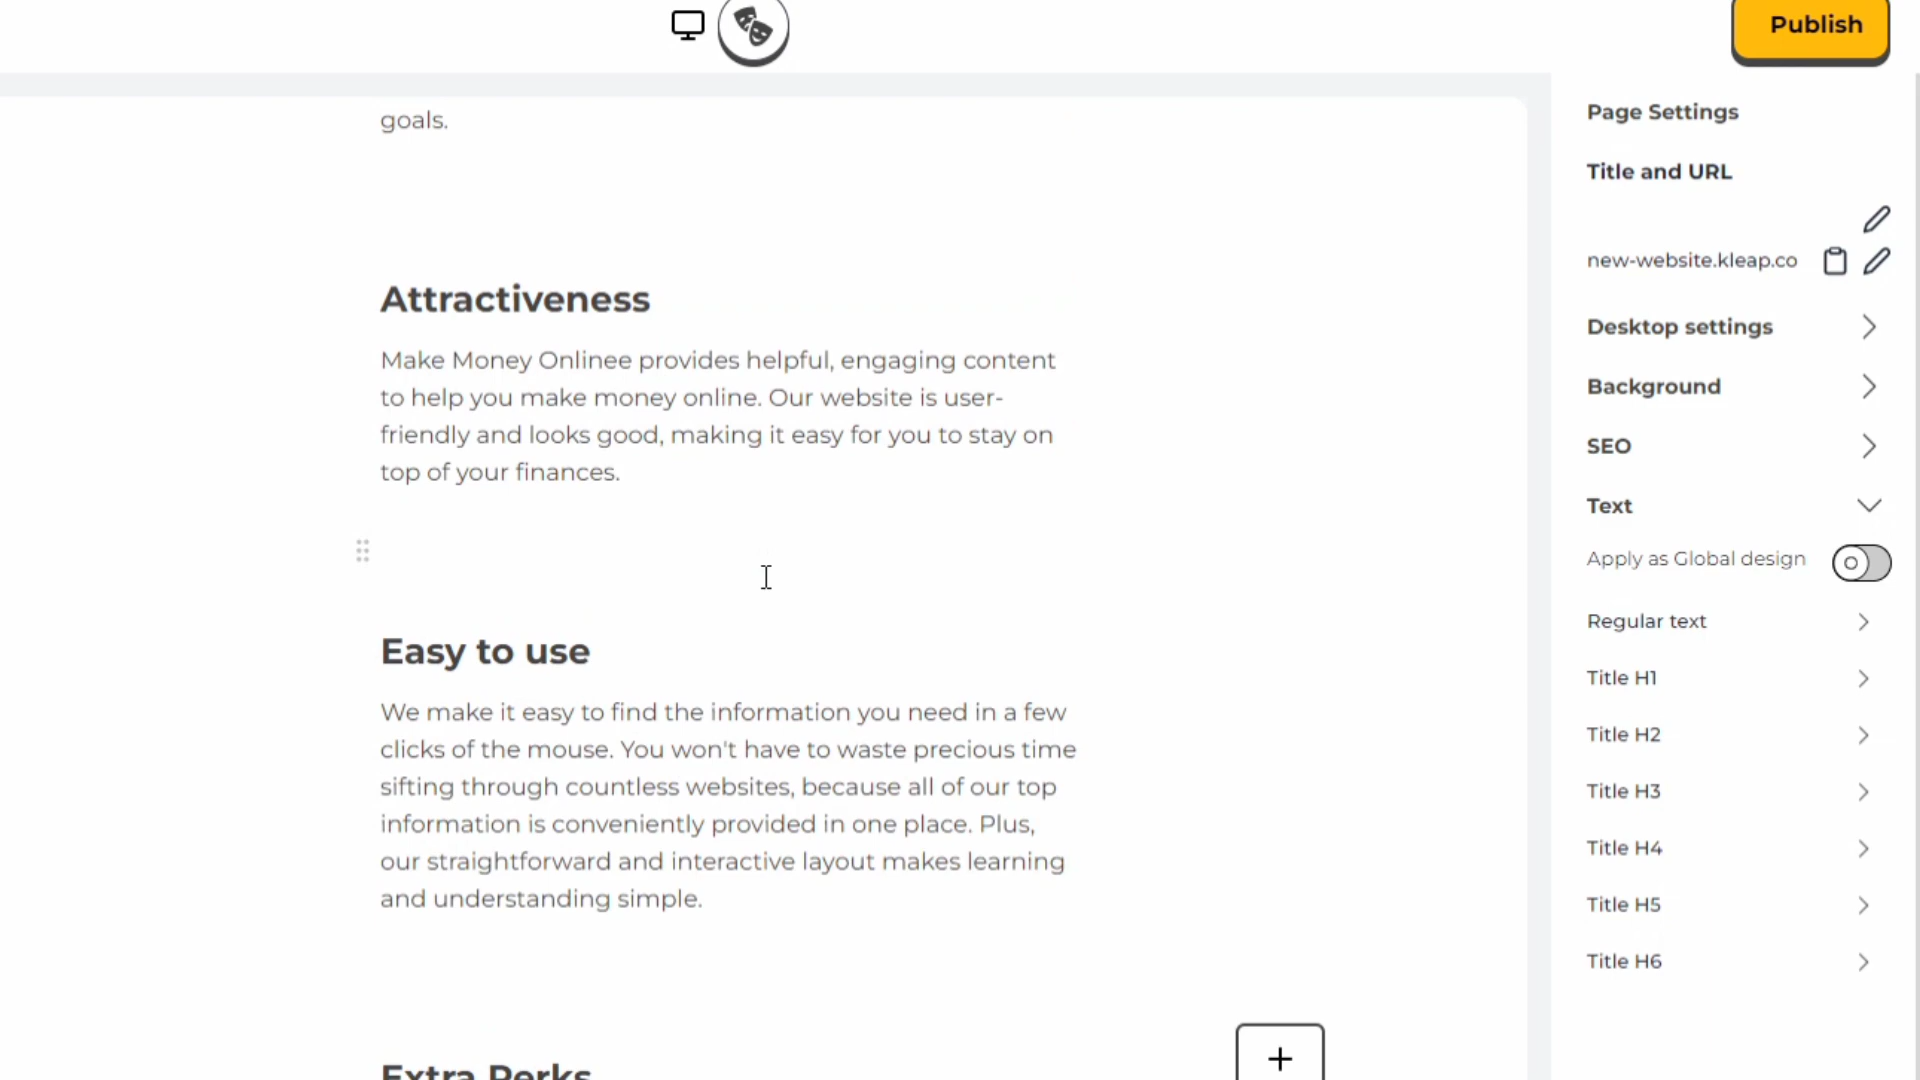 Publish
goals.
Attractiveness
Make Money Onlinee provides helpful, engaging content
to help you make money online. Our website is user-
friendly and looks good, making it easy for you to stay on
top of your finances.
Easy to use
We make it easy to find the information you need in a few
clicks of the mouse. You won't have to waste precious time
sifting through countless websites, because all of our top
information is conveniently provided in one place. Plus,
our straightforward and interactive layout makes learning
and understanding simple.
Extra Perks
Page Settings
Title and URL
new-website.kleap.co
Desktop settings
Background
SEO
Text
Apply as Global design
Regular text
Title H1
Title H2
Title H3
Title H4
Title H5
Title H6